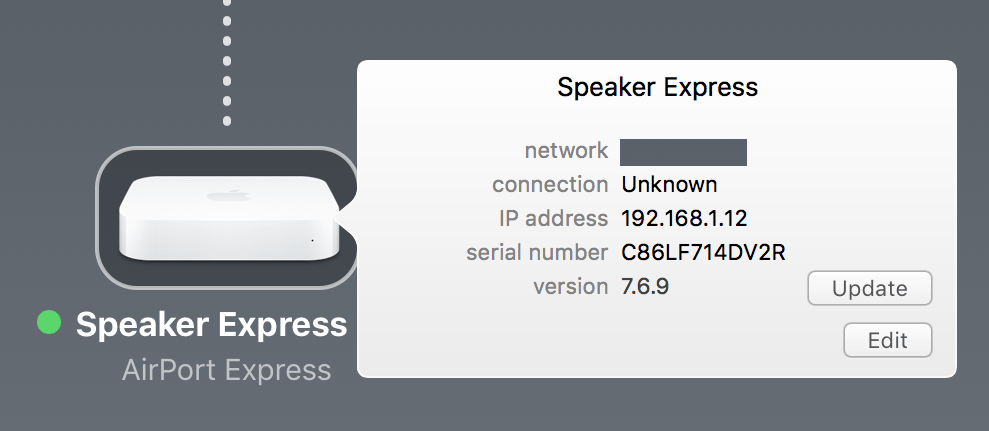 Speaker Express
network
connection Unknown
IP address 192.168.1.12
serial number C86LF714DV2R
version 7.6.9
Update
Edit
Speaker Express
AirPort Express